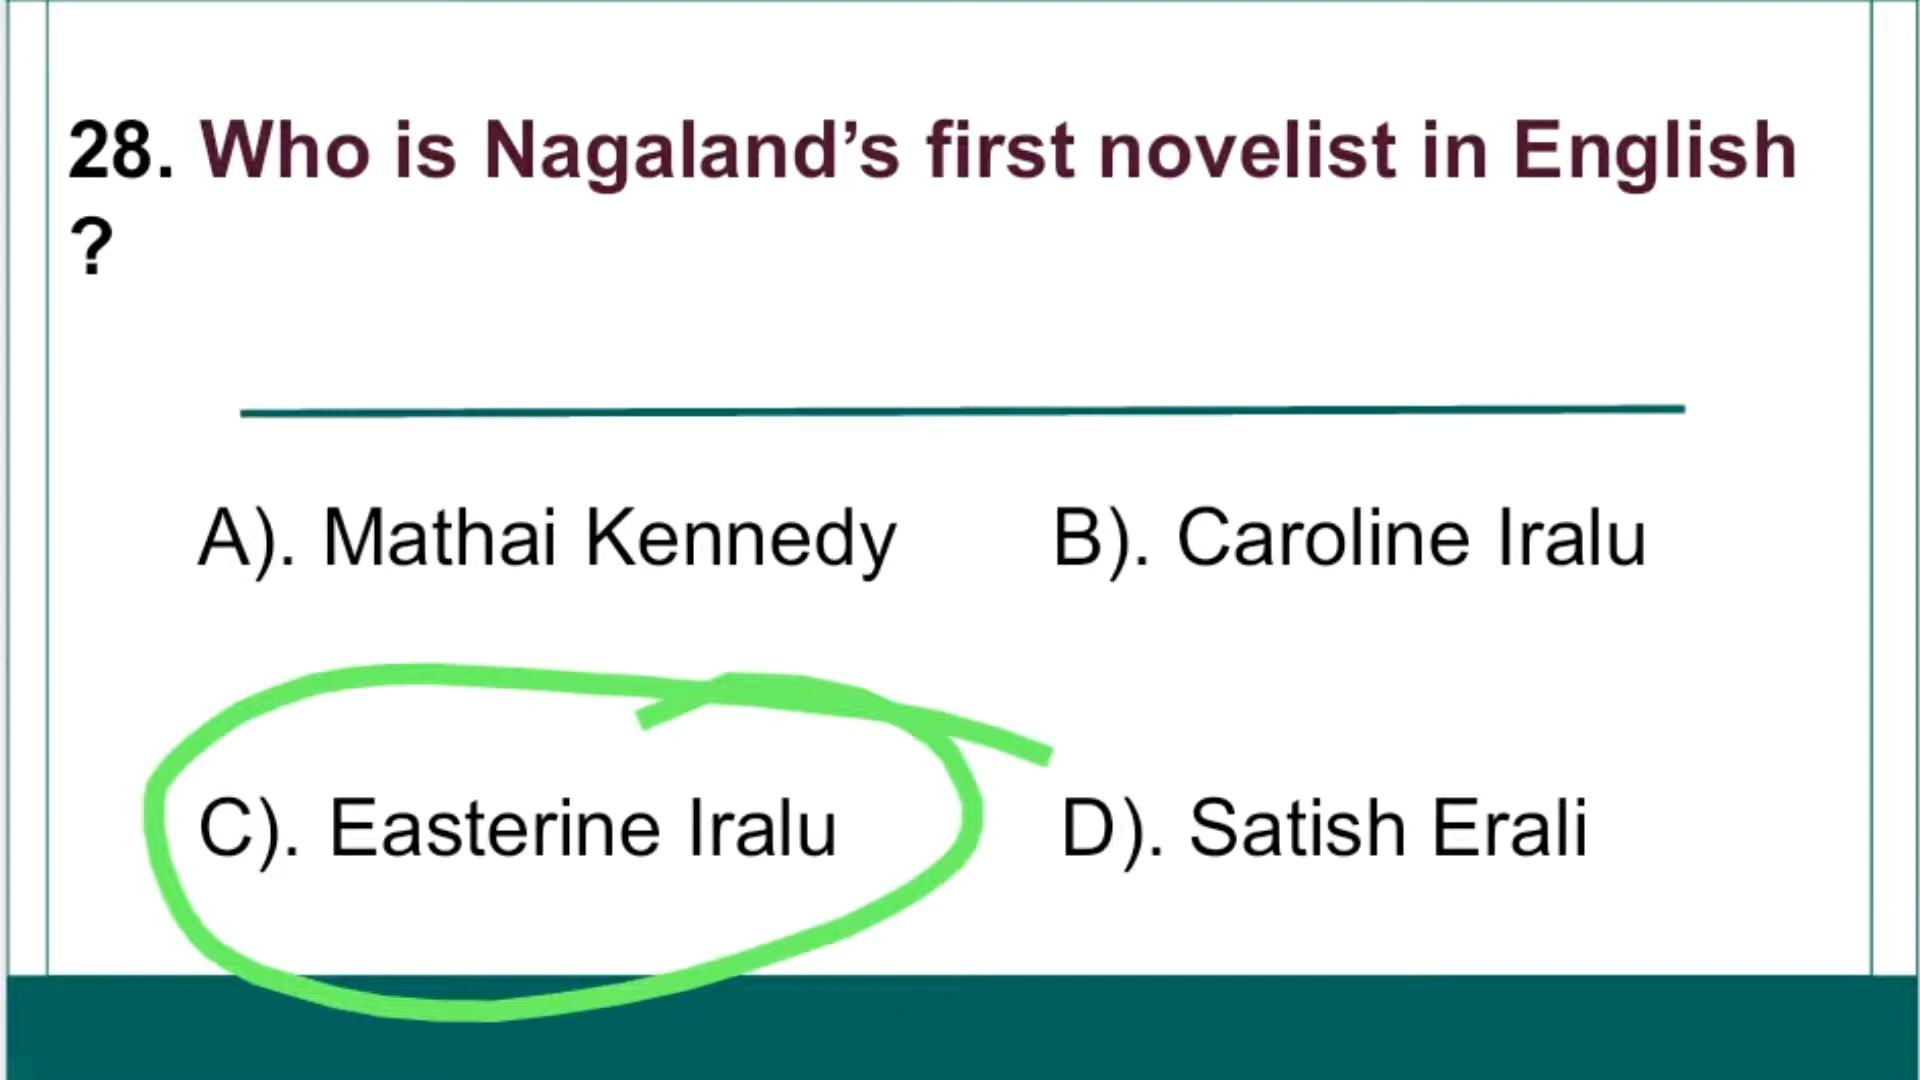 28. Who is Nagaland’s first novelist in English
?
A). Mathai Kennedy B). Caroline Iralu
C). Easterine Iralu D). Satish Erali